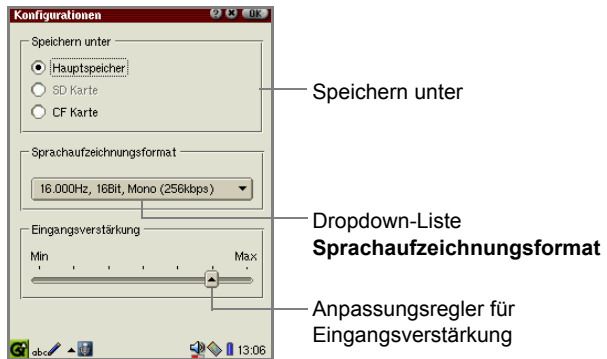 Konfigurationen ? X OK
Speichern unter
Hauptspeicher
SD Karte
CF Karte
Speichern unter
Sprachaufzeichnungsformat
16.000Hz, 16Bit, Mono (256kbps)
Dropdown-Liste
Sprachaufzeichnungsformat
Eingangsverstärkung
Min Max
Anpassungsregler für
Eingangsverstärkung
abc 13:06